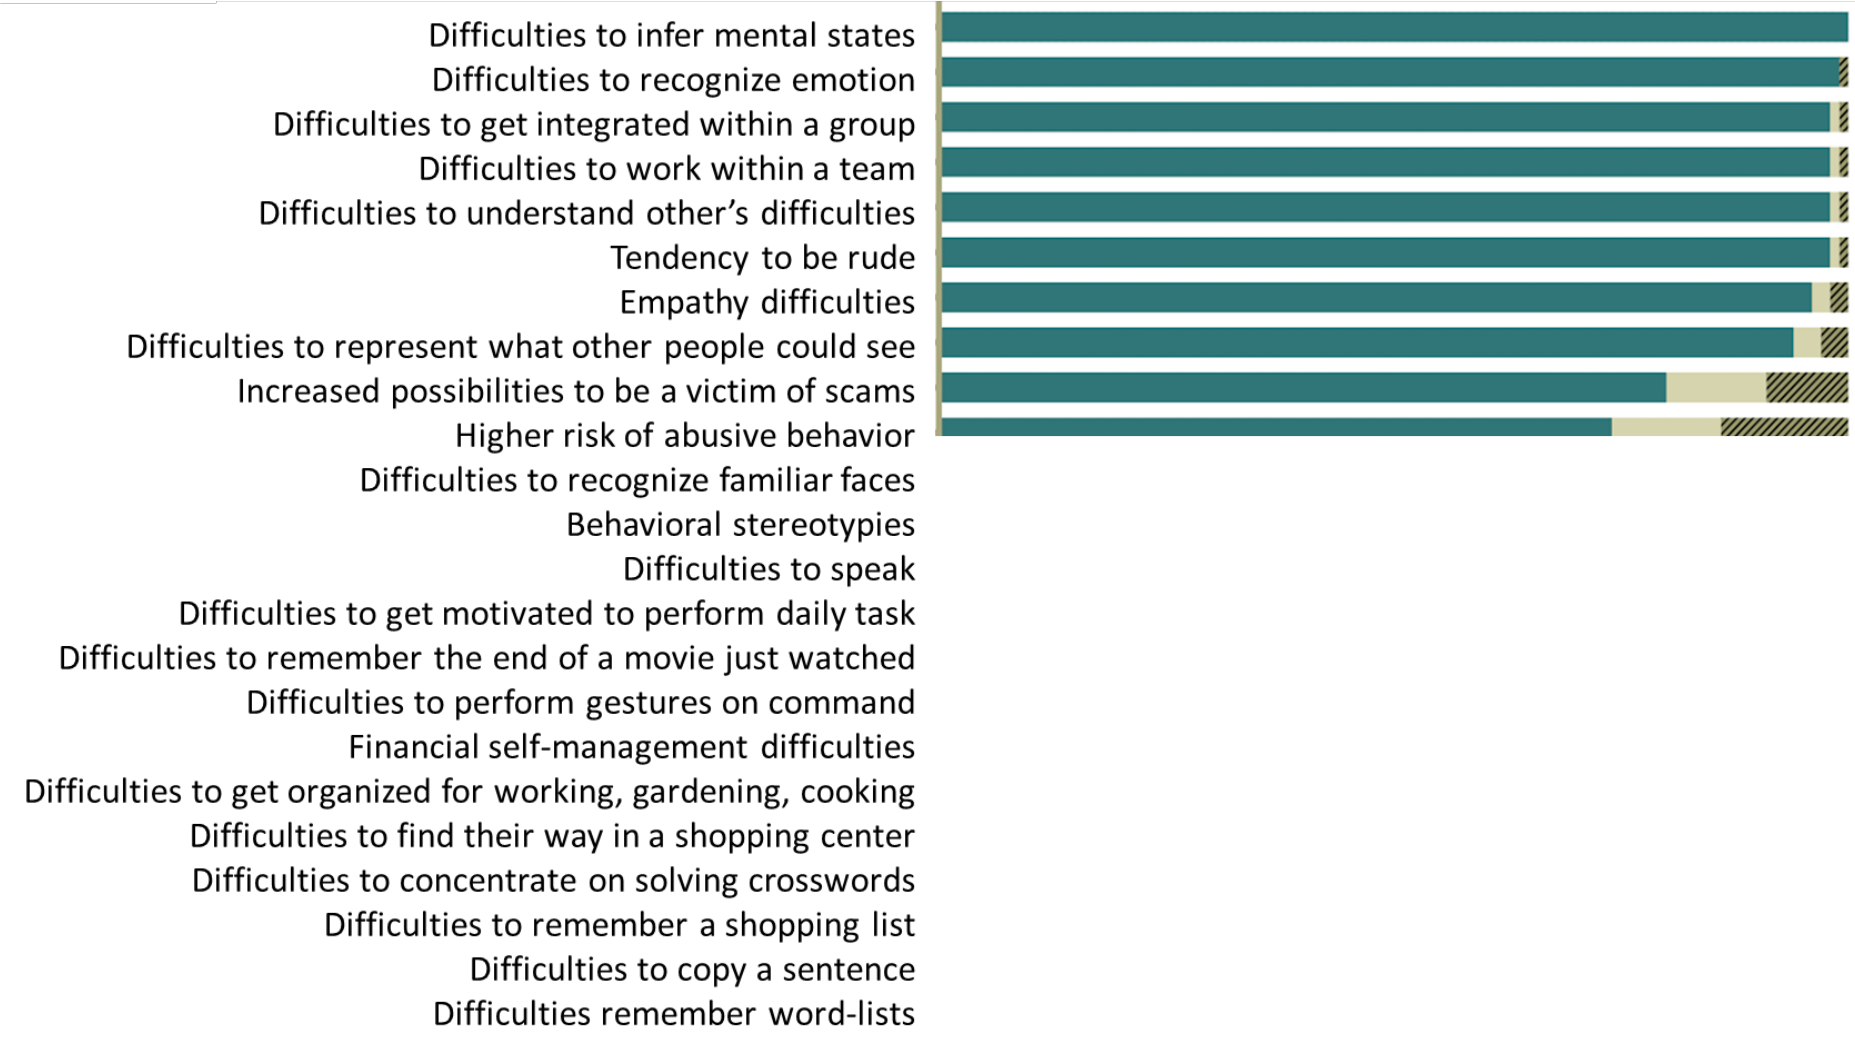 Difficulties to infer mental states
Difficulties to recognize emotion
Difficulties to get integrated within a group
Difficulties to work within a team
Difficulties to understand other’s difficulties
Tendency to be rude
Empathy difficulties
Difficulties to represent what other people could see
Increased possibilities to be a victim of scams
Higher risk of abusive behavior
Difficulties to recognize familiar faces
Behavioral stereotypies
Difficulties to speak
Difficulties to get motivated to perform daily task
Difficulties to remember the end of a movie just watched
Difficulties to perform gestures on command
Financial self-management difficulties
Difficulties to get organized for working, gardening, cooking
Difficulties to find their way in a shopping center
Difficulties to concentrate on solving crosswords
Difficulties to remember a shopping list
Difficulties to copy a sentence
Difficulties remember word-lists